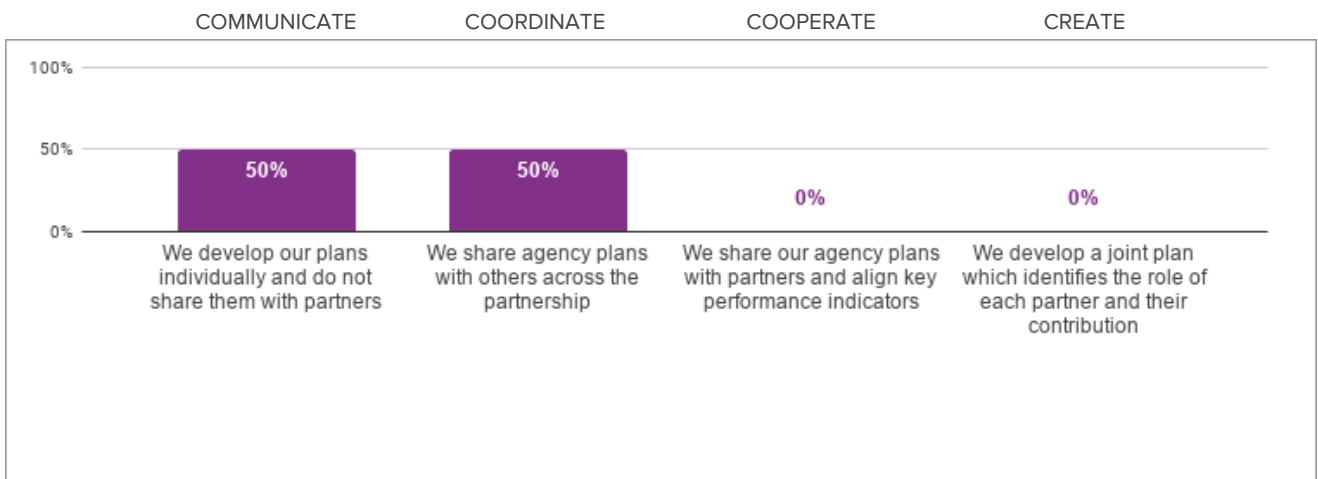 COMMUNICATE COORDINATE COOPERATE CREATE
100%
50%
0%
50%
50%
0%
0%
We develop our plans
individually and do not
share them with partners
We share agency plans
with others across the
partnership
We share our agency plans
with partners and align key
performance indicators
We develop a joint plan
which identifies the role of
each partner and their
contribution